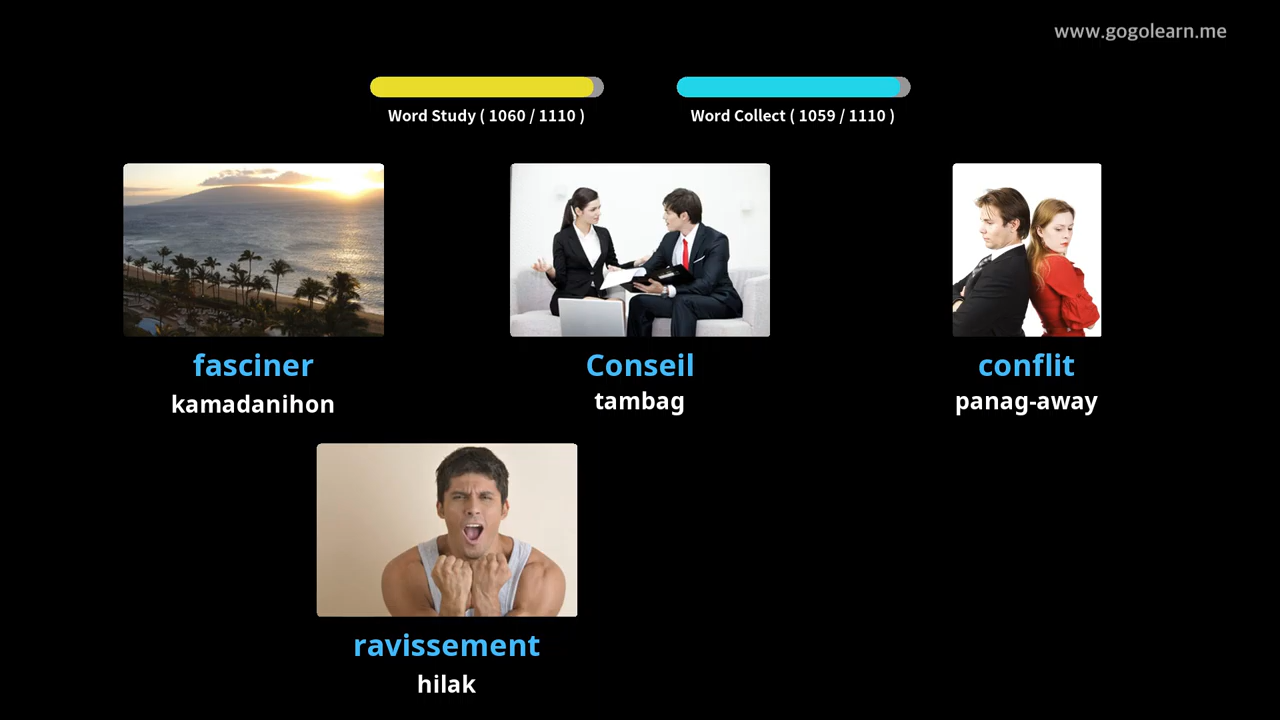 www.gogolearn.me
Word Study ( 1060 / 1110 )
Word Collect ( 1059 / 1110 )
fasciner
kamadanihon
Conseil
tambag
conflit
panag-away
ravissement
hilak